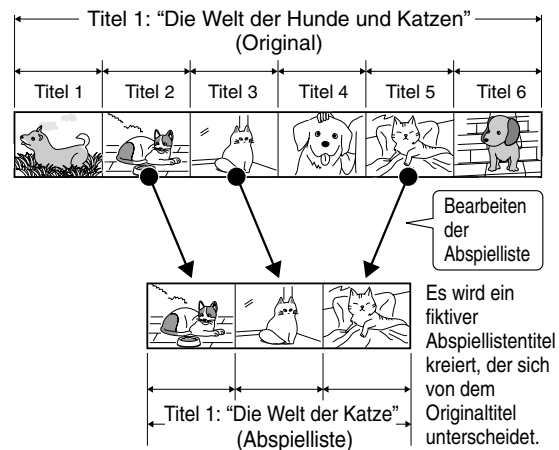 Titel 1: “Die Welt der Hunde und Katzen”
(Original)
Titel 1 Titel 2 Titel 3 Titel 4 Titel 5 Titel 6
Bearbeiten
der
Abspielliste
Es wird ein
fiktiver
Abspiellistentitel
kreiert, der sich
von dem
Originaltitel
unterscheidet.
Titel 1: “Die Welt der Katze”
(Abspielliste)